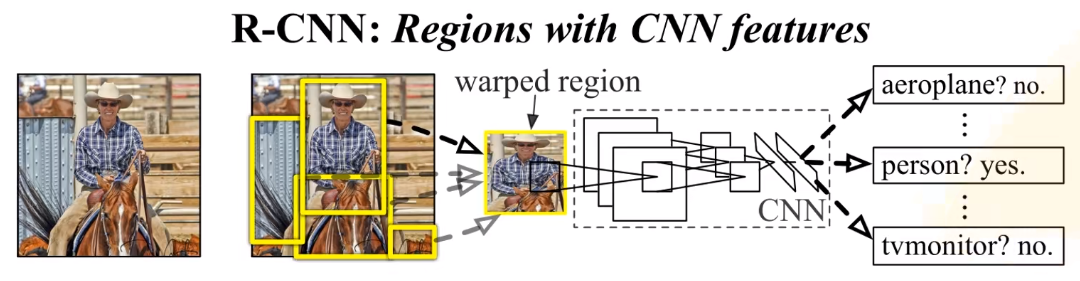 R-CNN: Regions with CNN features
warped region
CNN
aeroplane? no.
⋮
person? yes.
⋮
tvmonitor? no.